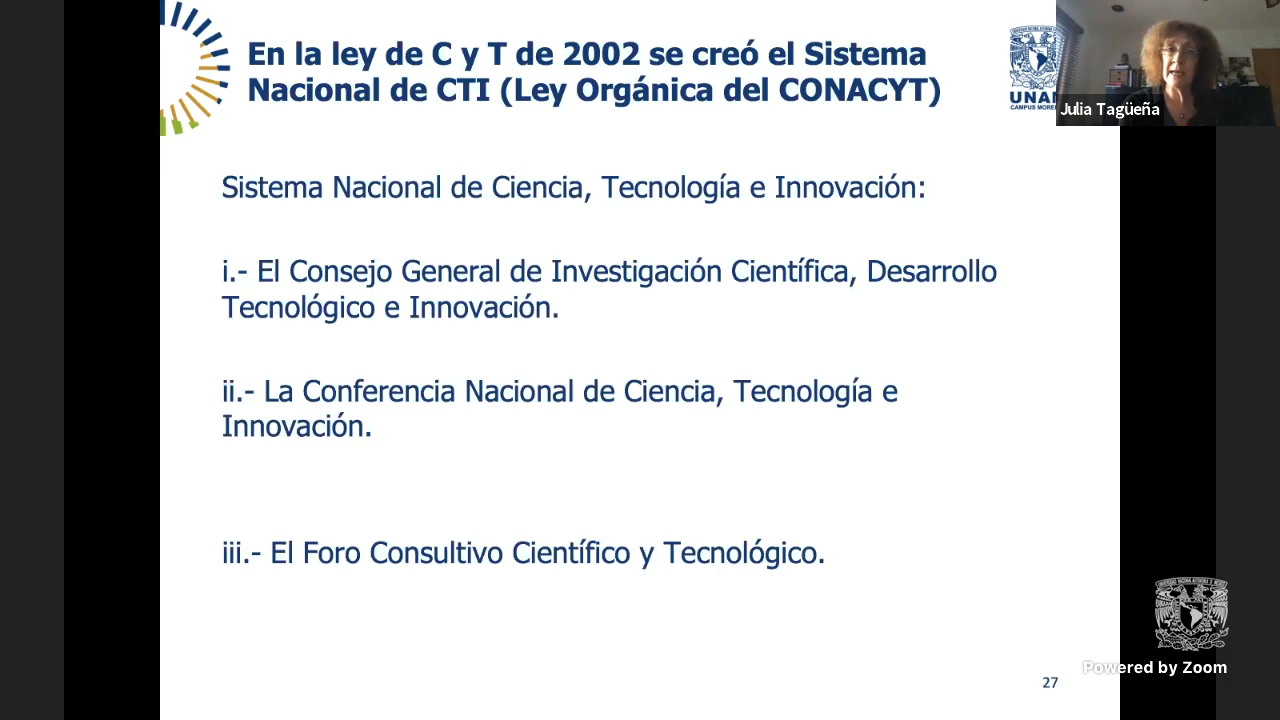 En la ley de C y T de 2002 se creó el Sistema
Nacional de CTI (Ley Orgánica del CONACYT)
UNAM
CAMPUS MORE
Julia Tagüeña
Sistema Nacional de Ciencia, Tecnología e Innovación:
i.- El Consejo General de Investigación Científica, Desarrollo
Tecnológico e Innovación.
ii.- La Conferencia Nacional de Ciencia, Tecnología e
Innovación.
iii.- El Foro Consultivo Científico y Tecnológico.
Powered by Zoom
27